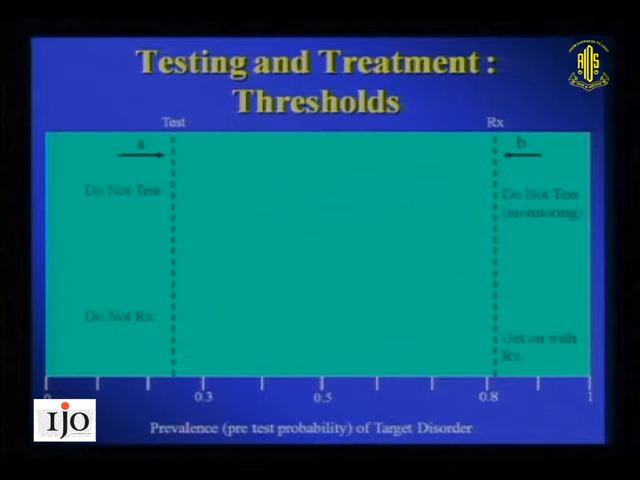 Testing and Treatment :
Thresholds
AIOS
Test
Rx
a
b
Do Not Test
Do Not Test
(monitoring)
Do Not Rx
Get on with
Rx
0
0.3
0.5
0.8
1
Prevalence (pre test probability) of Target Disorder
IJO